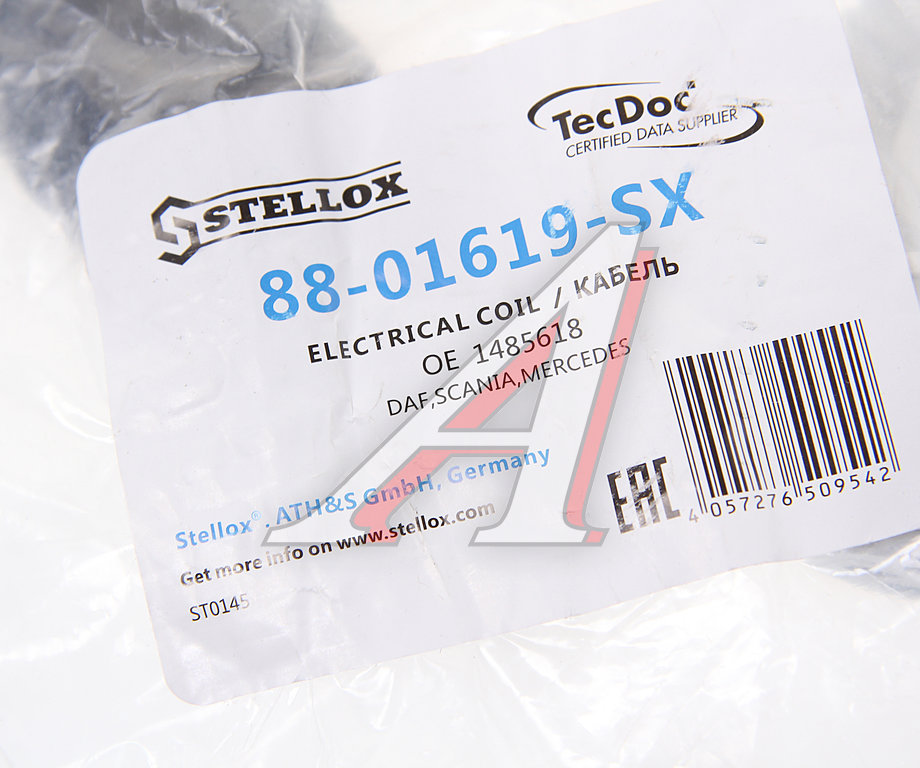 TecDoc
CERTIFIED DATA SUPPLIER
STELLOX
88-01619-SX
ELECTRICAL COIL / КАБЕЛЬ
OE 1485618
DAF,SCANIA,MERCEDES
Stellox®, ATH&S GmbH, Germany
Get more info on www.stellox.com
ST0145
EAC
4 057276 509542